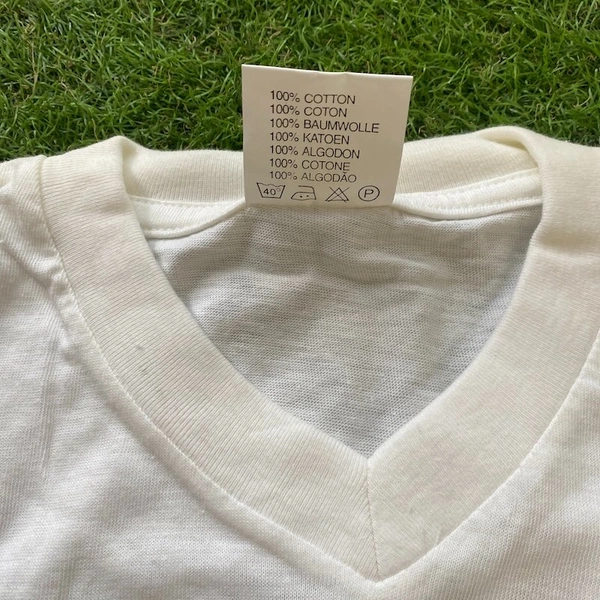 100% COTTON
100% COTON
100% BAUMWOLLE
100% KATOEN
100% ALGODON
100% COTONE
100% ALGODÃO
40° P